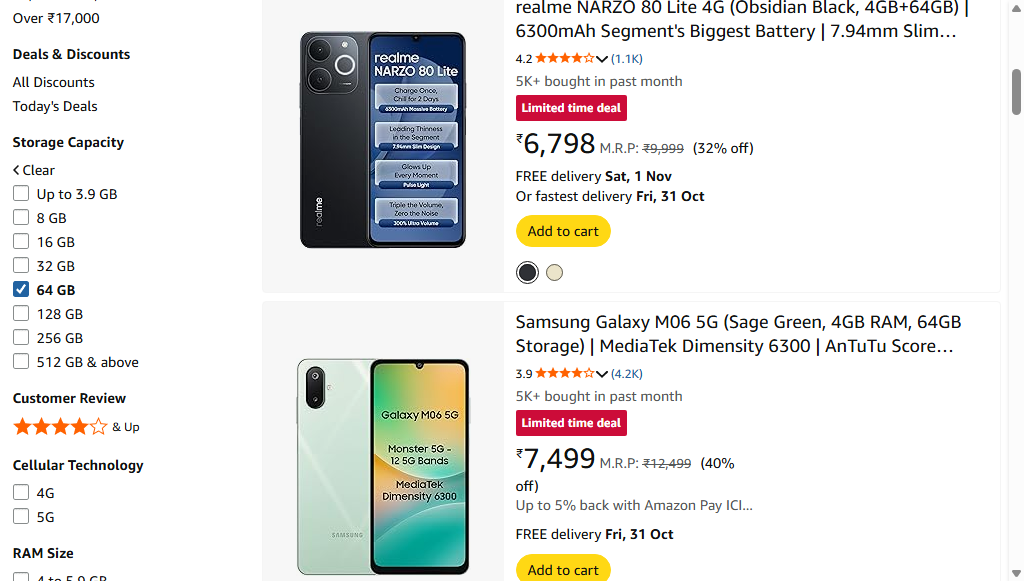 Over ₹17,000
Deals & Discounts
All Discounts
Today's Deals
Storage Capacity
Clear
Up to 3.9 GB
8 GB
16 GB
32 GB
64 GB
128 GB
256 GB
512 GB & above
Customer Review
& Up
Cellular Technology
4G
5G
RAM Size
4 to 5.9 GB
realme
NARZO 80 Lite
Charge Once,
Chill for 2 Days
6300mAh Massive Battery
Leading Thinness
in the Segment
7.94mm Slim Design
Glows Up
Every Moment
Pulse Light
Triple the Volume,
Zero the Noise
300% Ultra Volume
realme
realme NARZO 80 Lite 4G (Obsidian Black, 4GB+64GB) |
6300mAh Segment's Biggest Battery | 7.94mm Slim…
4.2 (1.1K)
5K+ bought in past month
Limited time deal
₹6,798 M.R.P: ₹9,999 (32% off)
FREE delivery Sat, 1 Nov
Or fastest delivery Fri, 31 Oct
Add to cart
Galaxy M06 5G
Monster 5G -
12 5G Bands
MediaTek
Dimensity 6300
SAMSUNG
Samsung Galaxy M06 5G (Sage Green, 4GB RAM, 64GB
Storage) | MediaTek Dimensity 6300 | AnTuTu Score…
3.9 (4.2K)
5K+ bought in past month
Limited time deal
₹7,499 M.R.P: ₹12,499 (40%
off)
Up to 5% back with Amazon Pay ICI…
FREE delivery Fri, 31 Oct
Add to cart